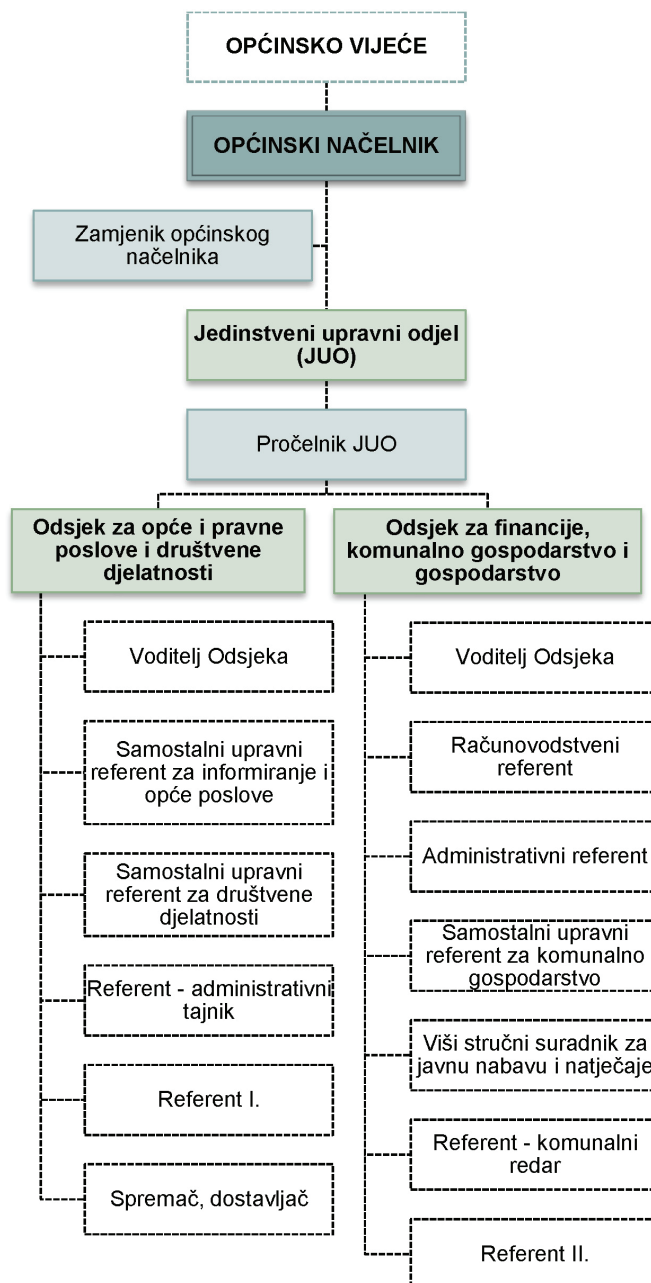 OPĆINSKO VIJEĆE
OPĆINSKI NAČELNIK
Zamjenik općinskog
načelnika
Jedinstveni upravni odjel
(JUO)
Pročelnik JUO
Odsjek za opće i pravne
poslove i društvene
djelatnosti
Voditelj Odsjeka
Samostalni upravni
referent za informiranje i
opće poslove
Samostalni upravni
referent za društvene
djelatnosti
Referent - administrativni
tajnik
Referent I.
Spremač, dostavljač
Odsjek za financije,
komunalno gospodarstvo i
gospodarstvo
Voditelj Odsjeka
Računovodstveni
referent
Administrativni referent
Samostalni upravni
referent za komunalno
gospodarstvo
Viši stručni suradnik za
javnu nabavu i natječaje
Referent - komunalni
redar
Referent II.